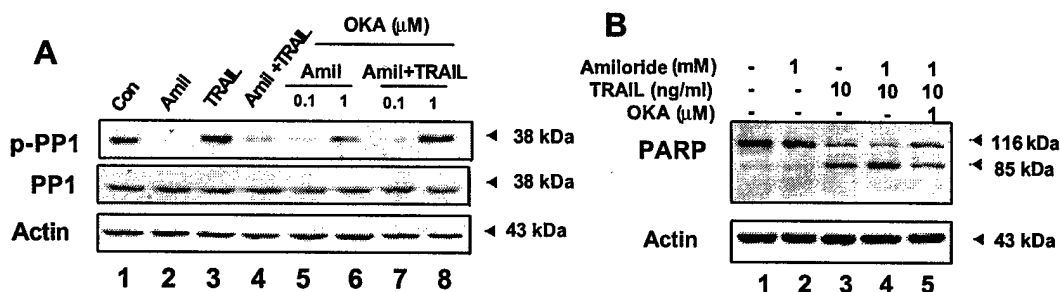 A
OKA (μM)
Con
Amil
TRAIL
Amil +TRAIL
Amil
Amil+TRAIL
0.1 1 0.1 1
p-PP1
◄ 38 kDa
PP1
◄ 38 kDa
Actin
◄ 43 kDa
1 2 3 4 5 6 7 8
B
Amiloride (mM) - 1 - 1 1
TRAIL (ng/ml) - - 10 10 10
OKA (μM) - - - - 1
PARP
◄ 116 kDa
◄ 85 kDa
Actin
◄ 43 kDa
1 2 3 4 5